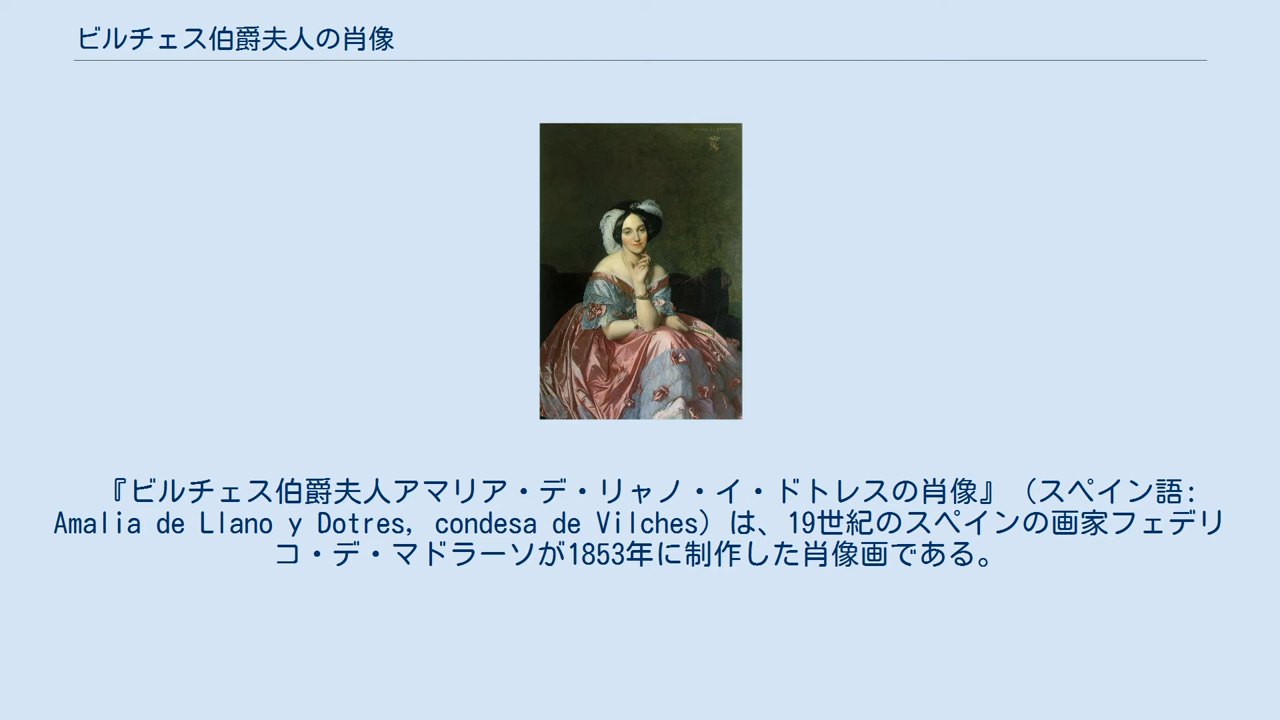 ビルチェス伯爵夫人の肖像
『ビルチェス伯爵夫人アマリア・デ・リャノ・イ・ドトレスの肖像』（スペイン語:
Amalia de Llano y Dotres, condesa de Vilches）は、19世紀のスペインの画家フェデリ
コ・デ・マドラーソが1853年に制作した肖像画である。